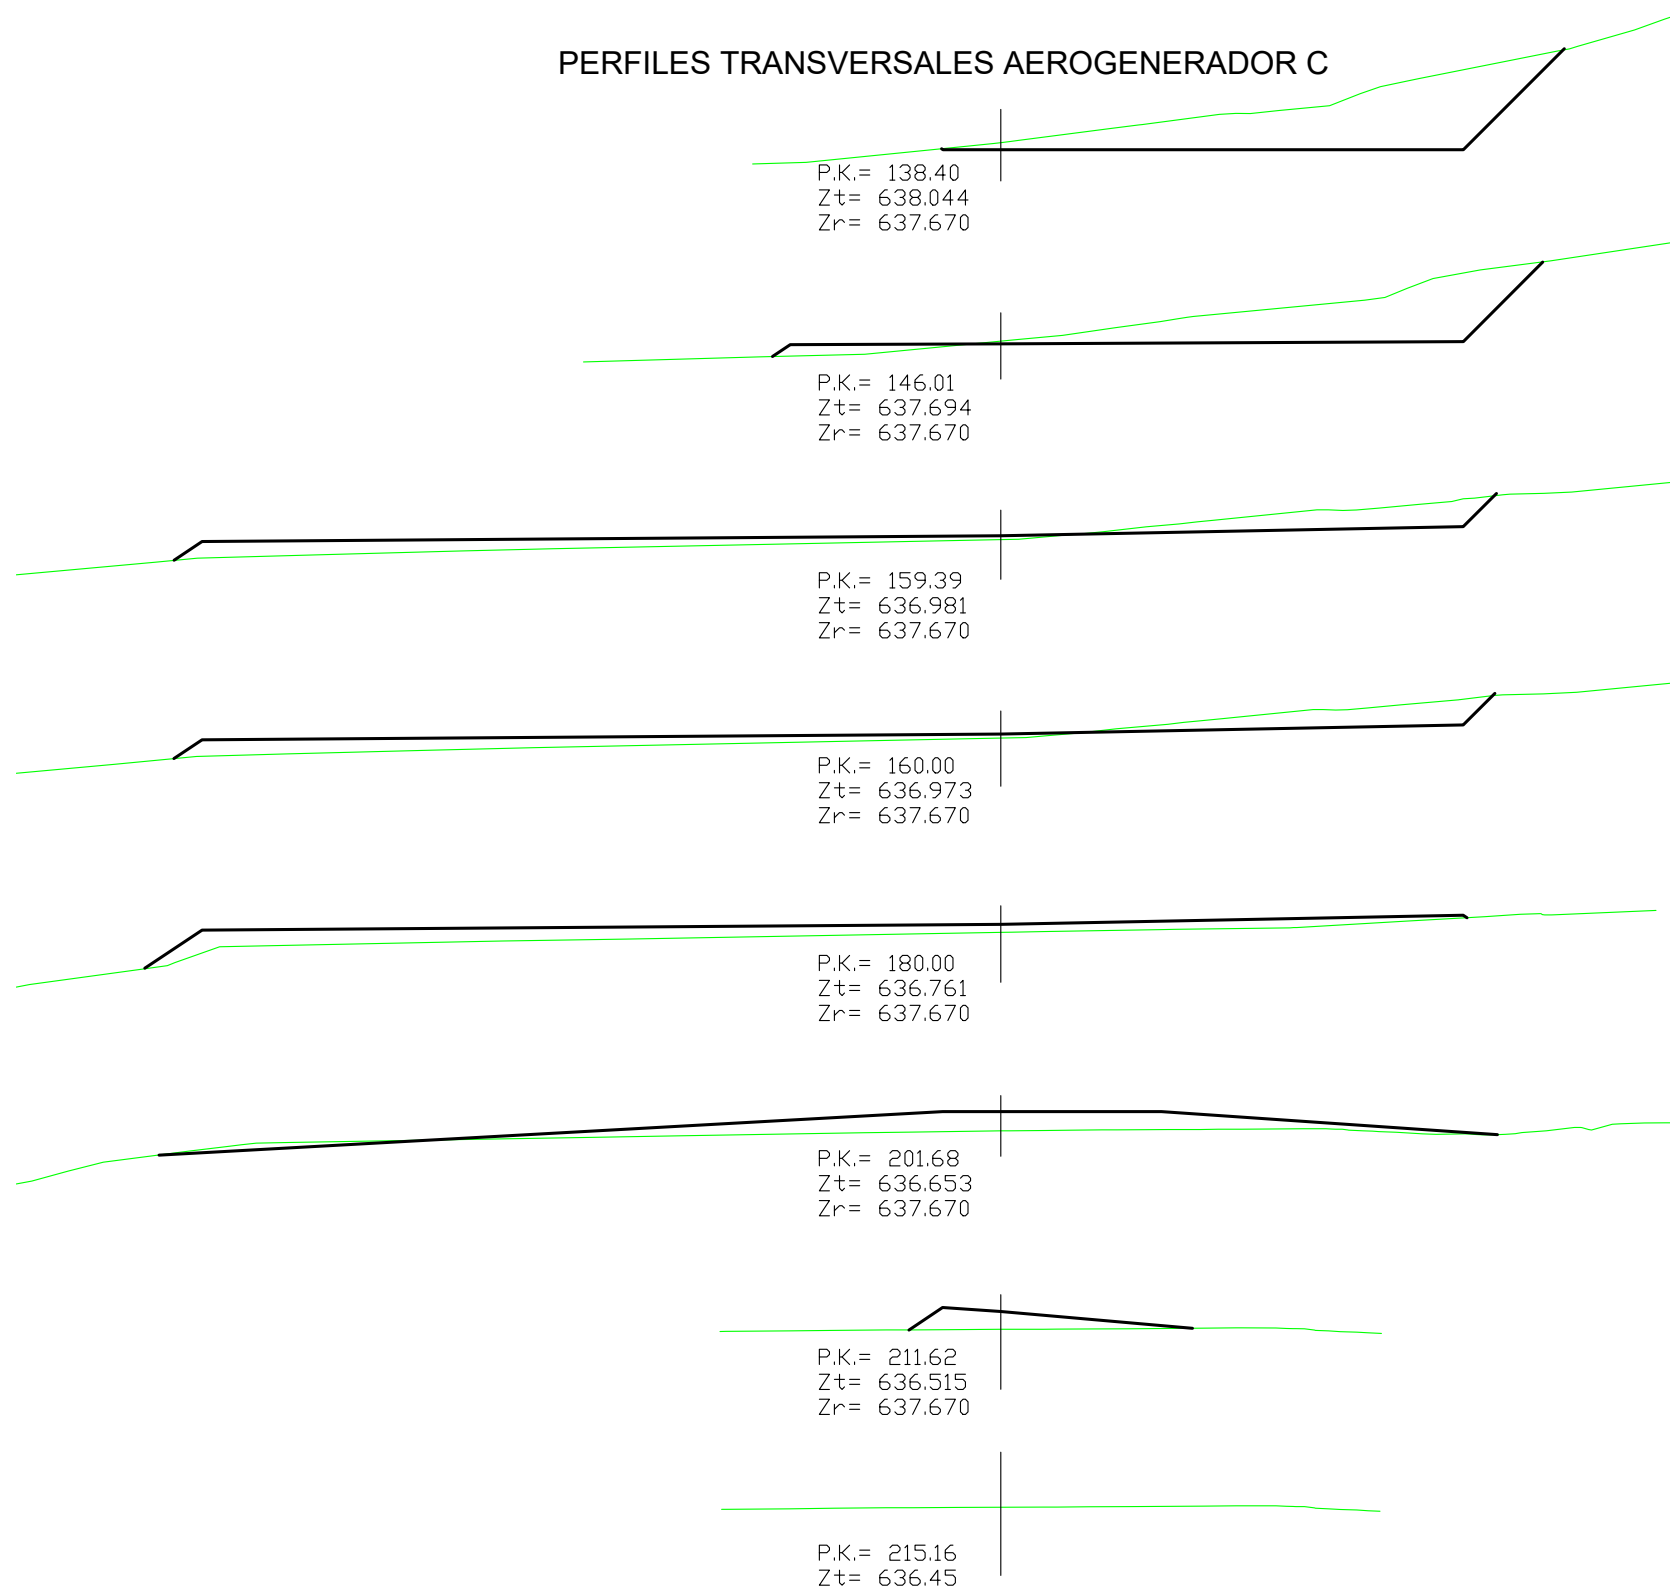 PERFILES TRANSVERSALES AEROGENERADOR C
P.K.= 138.40
Zt= 638.044
Zr= 637.670
P.K.= 146.01
Zt= 637.694
Zr= 637.670
P.K.= 159.39
Zt= 636.981
Zr= 637.670
P.K.= 160.00
Zt= 636.973
Zr= 637.670
P.K.= 180.00
Zt= 636.761
Zr= 637.670
P.K.= 201.68
Zt= 636.653
Zr= 637.670
P.K.= 211.62
Zt= 636.515
Zr= 637.670
P.K.= 215.16
Zt= 636.45